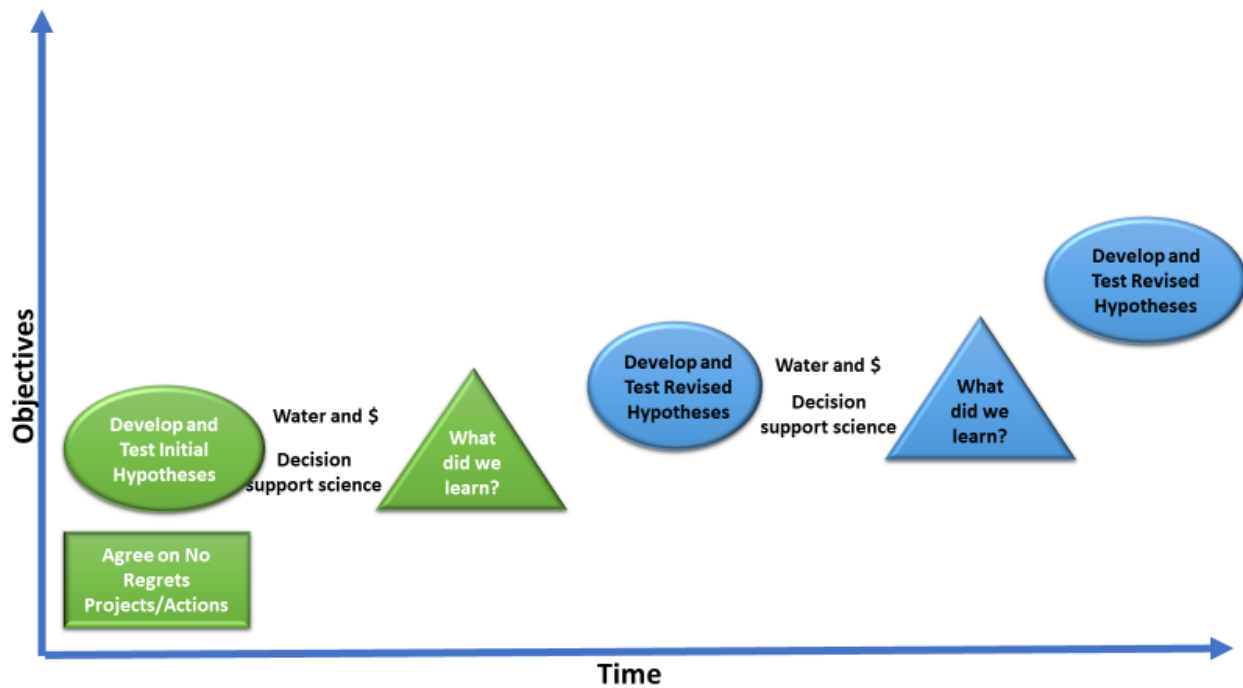 Objectives
Develop and
Test Initial
Hypotheses
Water and $
Decision
support science
What
did we
learn?
Agree on No
Regrets
Projects/Actions
Develop and
Test Revised
Hypotheses
Water and $
Decision
support science
What
did we
learn?
Develop and
Test Revised
Hypotheses
Time